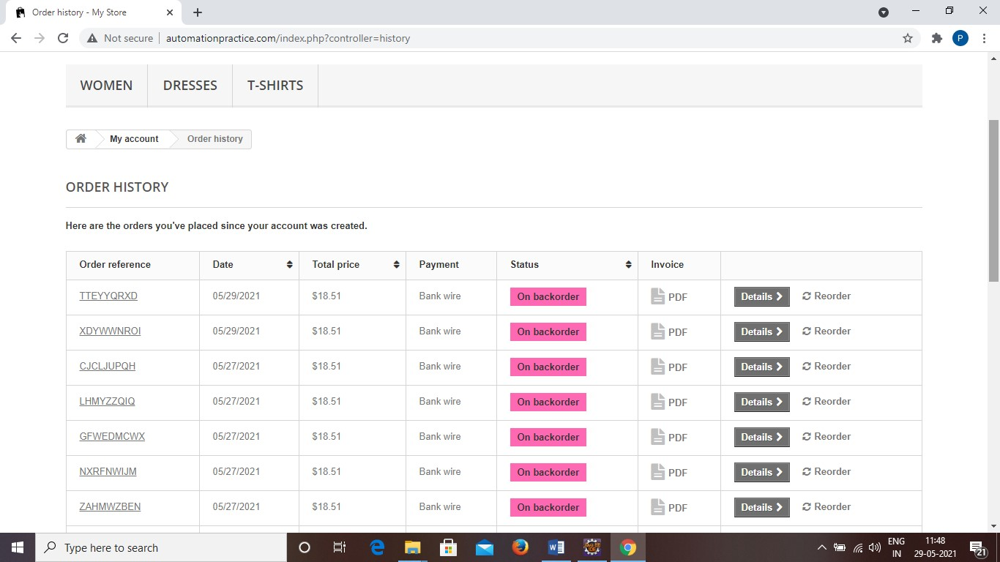 Order history - My Store
Not secure | automationpractice.com/index.php?controller=history
P
WOMEN DRESSES T-SHIRTS
My account Order history
ORDER HISTORY
Here are the orders you've placed since your account was created.
Order reference Date Total price Payment Status Invoice
TTEYYQRXD 05/29/2021 $18.51 Bank wire On backorder PDF Details Reorder
XDYWWNROI 05/29/2021 $18.51 Bank wire On backorder PDF Details Reorder
CJCLJUPQH 05/27/2021 $18.51 Bank wire On backorder PDF Details Reorder
LHMYZZQIQ 05/27/2021 $18.51 Bank wire On backorder PDF Details Reorder
GFWEDMCWX 05/27/2021 $18.51 Bank wire On backorder PDF Details Reorder
NXRFNWIJM 05/27/2021 $18.51 Bank wire On backorder PDF Details Reorder
ZAHMWZBEN 05/27/2021 $18.51 Bank wire On backorder PDF Details Reorder
Type here to search
Java EE
IDE
ENG 11:48
IN 29-05-2021
21